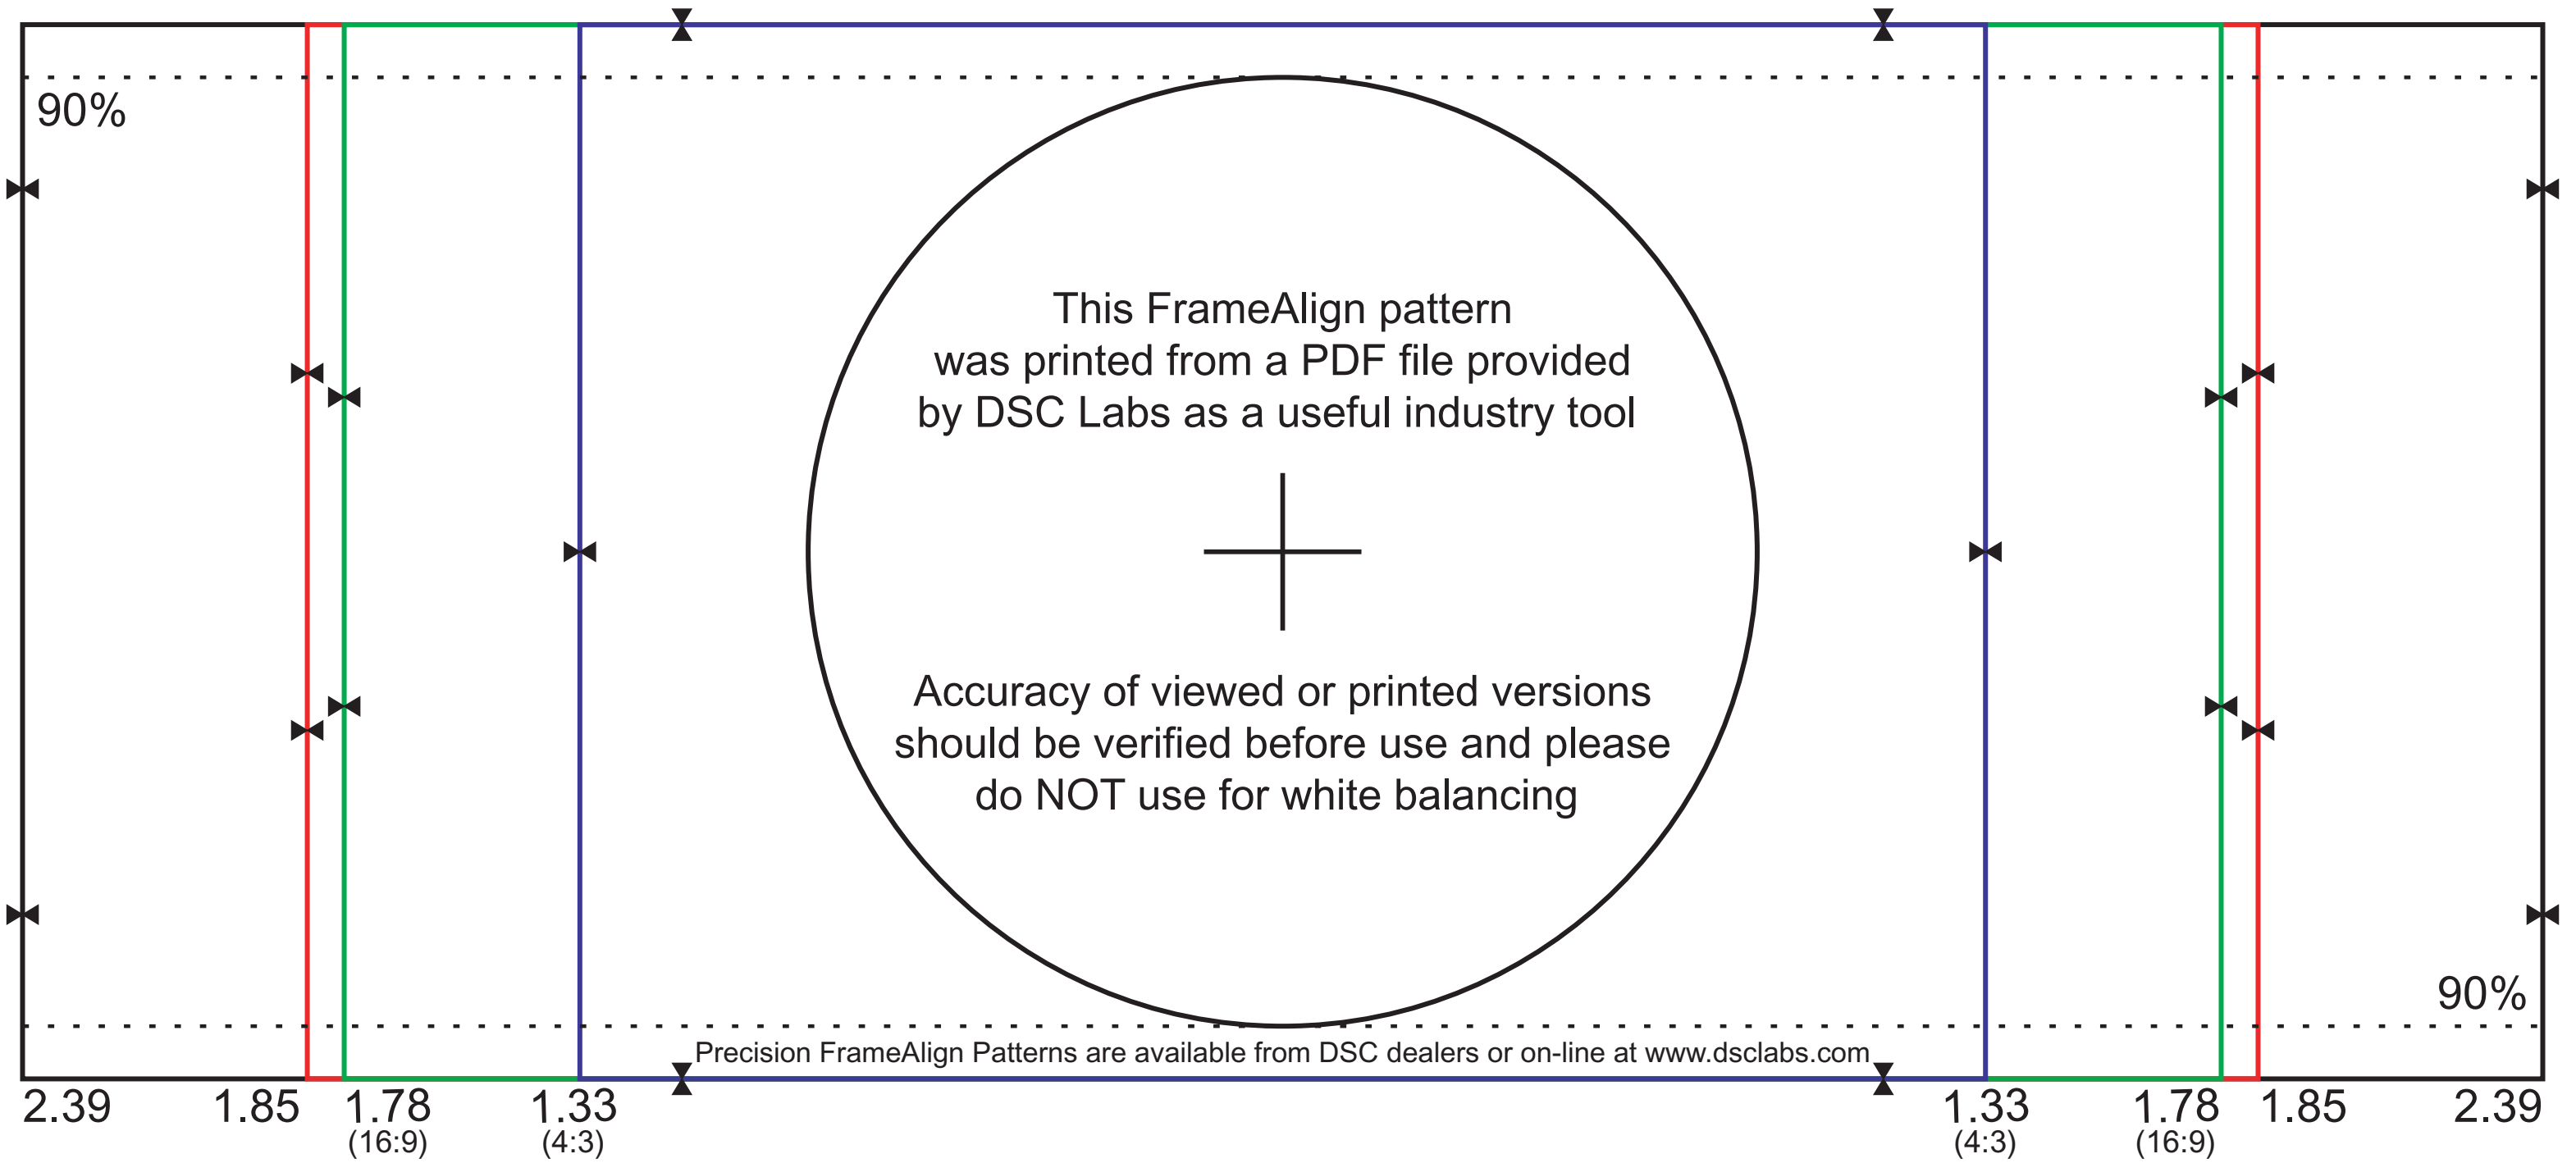 90%
This FrameAlign pattern
was printed from a PDF file provided
by DSC Labs as a useful industry tool
Accuracy of viewed or printed versions
should be verified before use and please
do NOT use for white balancing
90%
Precision FrameAlign Patterns are available from DSC dealers or on-line at www.dsclabs.com
2.39 1.85 1.78 1.33 1.33 1.78 1.85 2.39
(16:9) (4:3) (4:3) (16:9)